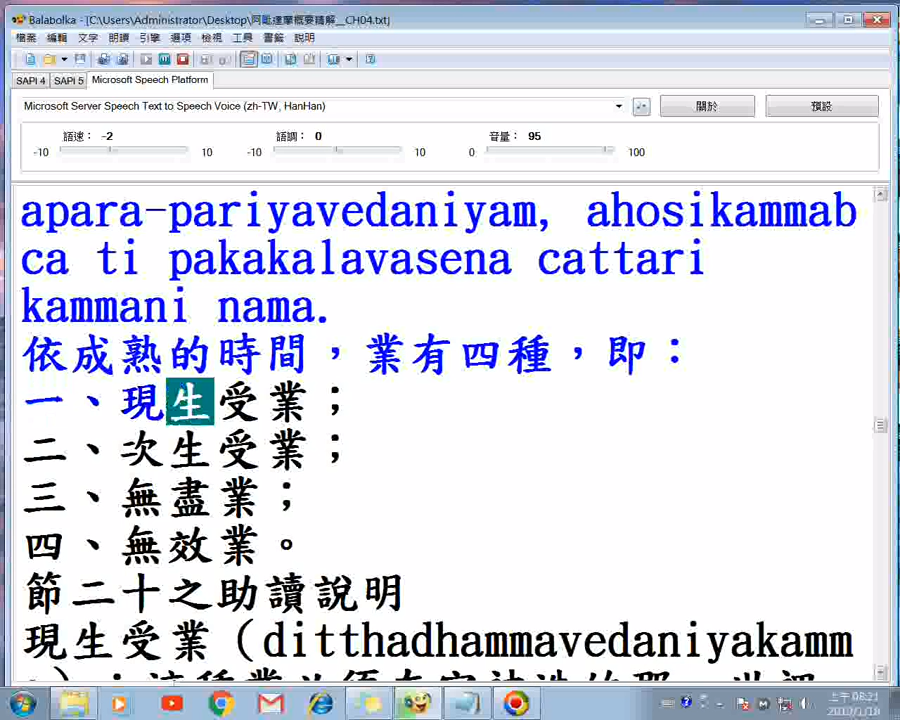 Balabolka - [C:\Users\Administrator\Desktop\阿毗達摩概要精解__CH04.txt]
檔案 編輯 文字 朗讀 引擎 選項 檢視 工具 書籤 說明
SAPI 4 SAPI 5 Microsoft Speech Platform
Microsoft Server Speech Text to Speech Voice (zh-TW, HanHan) 關於 預設
語速： -2 語調： 0 音量： 95
-10 10 -10 10 0 100
apara-pariyavedaniyam, ahosikammab
ca ti pakakalavasena cattari
kammani nama.
依成熟的時間，業有四種，即：
一、現生受業；
二、次生受業；
三、無盡業；
四、無效業。
節二十之助讀說明
現生受業（ditthadhammavedaniyakamm
上午 08:21